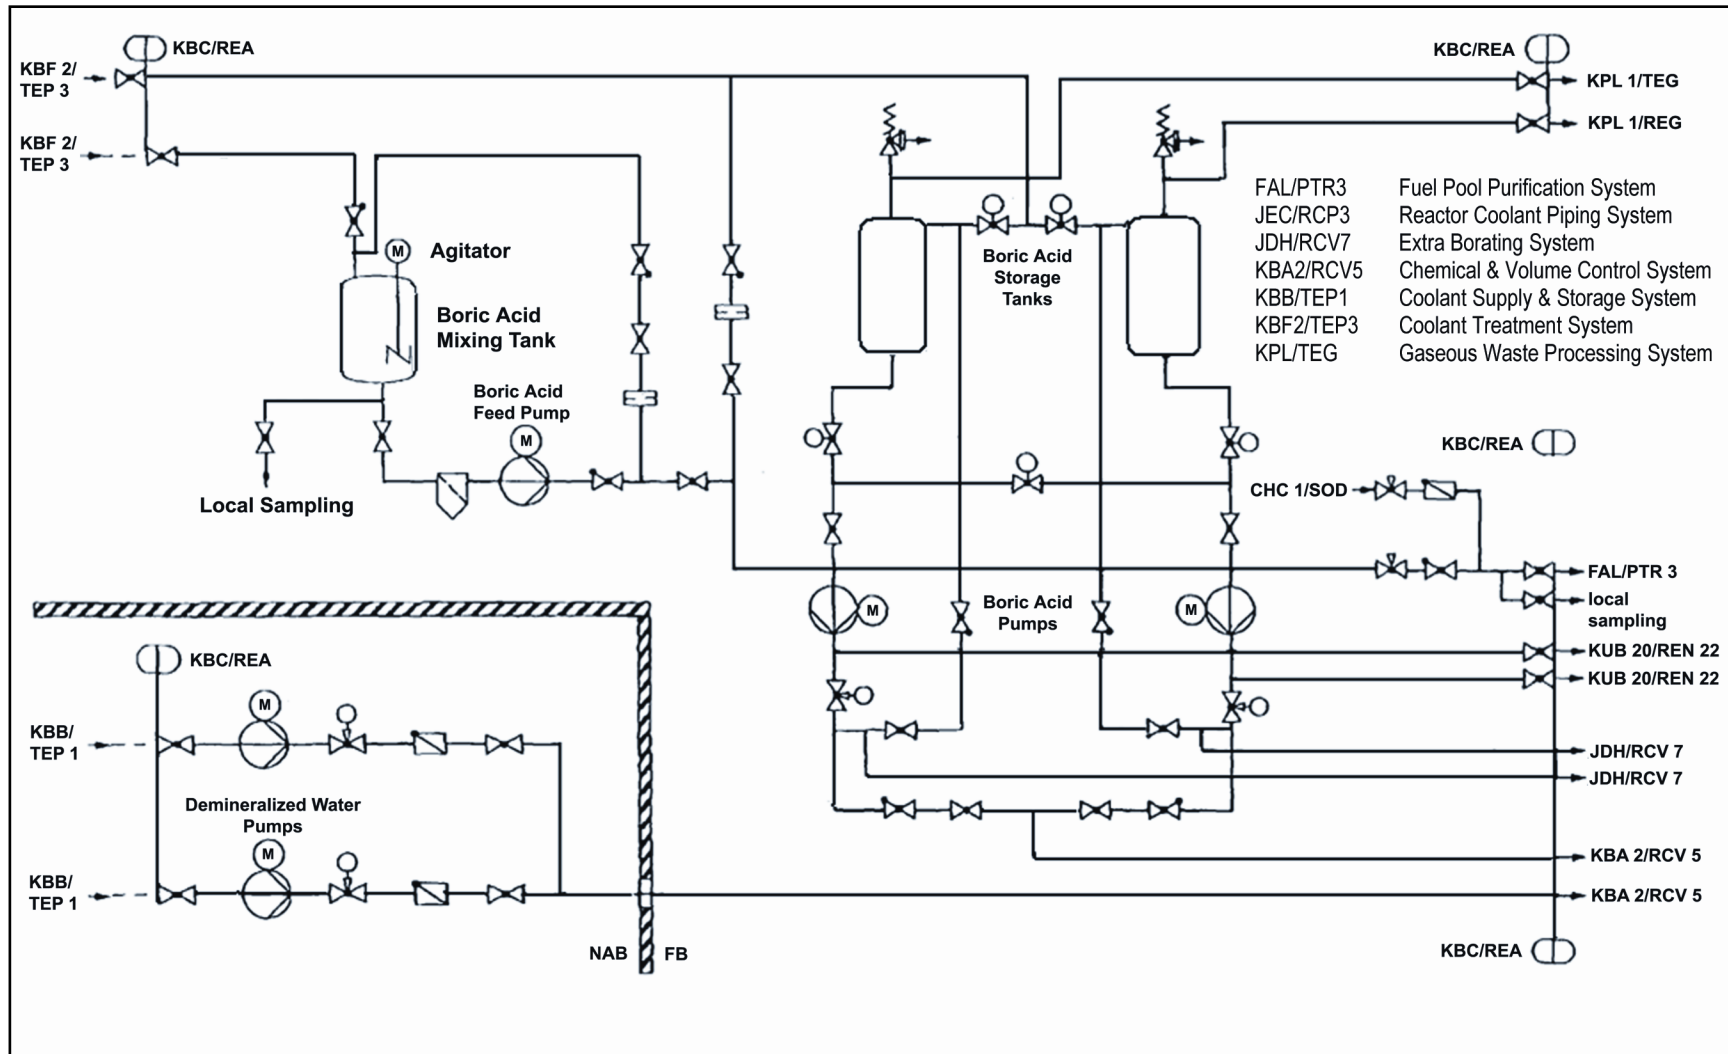 KBC/REA
KBF 2/
TEP 3
KBF 2/
TEP 3
KBC/REA
KPL 1/TEG
KPL 1/REG
FAL/PTR3 Fuel Pool Purification System
JEC/RCP3 Reactor Coolant Piping System
JDH/RCV7 Extra Borating System
KBA2/RCV5 Chemical & Volume Control System
KBB/TEP1 Coolant Supply & Storage System
KBF2/TEP3 Coolant Treatment System
KPL/TEG Gaseous Waste Processing System
M
Agitator
Boric Acid
Mixing Tank
Boric Acid
Storage
Tanks
Boric Acid
Feed Pump
M
Local Sampling
KBC/REA
CHC 1/SOD
FAL/PTR 3
local
sampling
KUB 20/REN 22
KUB 20/REN 22
M
Boric Acid
Pumps
M
JDH/RCV 7
JDH/RCV 7
KBA 2/RCV 5
KBA 2/RCV 5
KBC/REA
KBC/REA
M
KBB/
TEP 1
Demineralized Water
Pumps
M
KBB/
TEP 1
NAB
FB